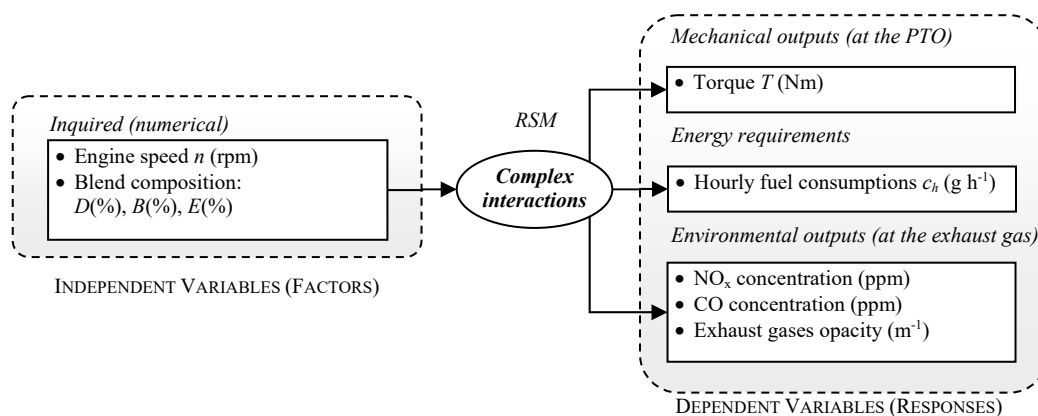 Inquired (numerical)
• Engine speed n (rpm)
• Blend composition:
D(%), B(%), E(%)
INDEPENDENT VARIABLES (FACTORS)
RSM
Complex
interactions
Mechanical outputs (at the PTO)
• Torque T (Nm)
Energy requirements
• Hourly fuel consumptions cₕ (g h⁻¹)
Environmental outputs (at the exhaust gas)
• NOₓ concentration (ppm)
• CO concentration (ppm)
• Exhaust gases opacity (m⁻¹)
DEPENDENT VARIABLES (RESPONSES)